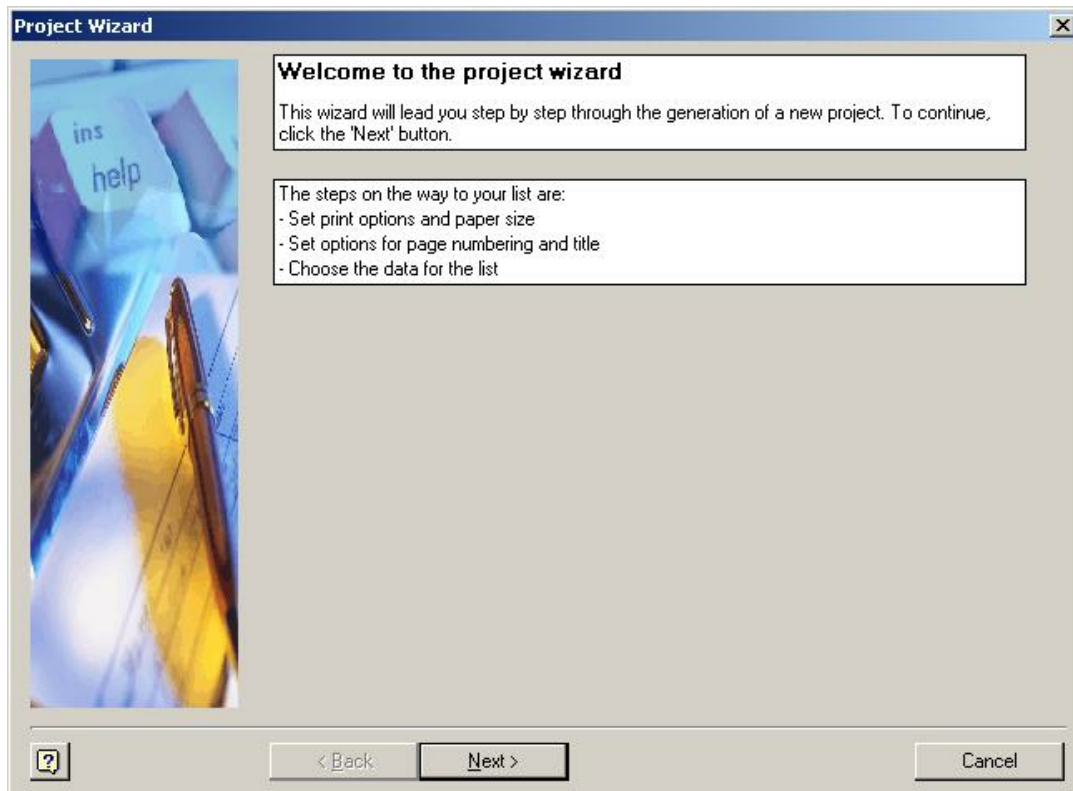 Project Wizard
Welcome to the project wizard
This wizard will lead you step by step through the generation of a new project. To continue,
click the 'Next' button.
ins
help
The steps on the way to your list are:
- Set print options and paper size
- Set options for page numbering and title
- Choose the data for the list
?
< Back
Next >
Cancel